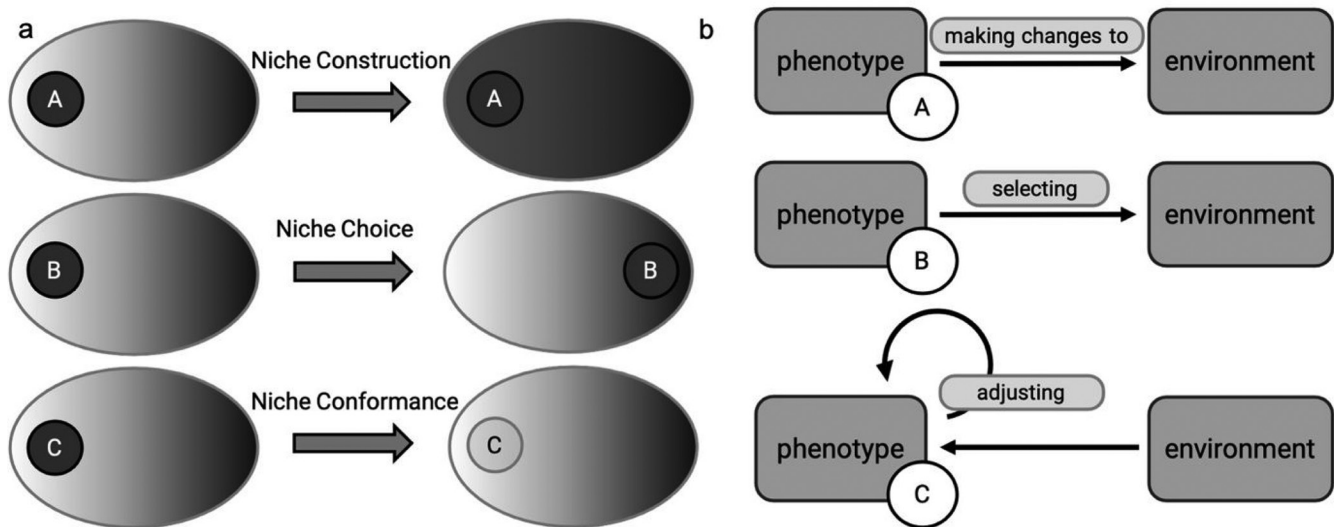 a
Niche Construction
A
A
Niche Choice
B
B
Niche Conformance
C
C
b
phenotype
making changes to
environment
A
phenotype
selecting
environment
B
adjusting
phenotype
environment
C